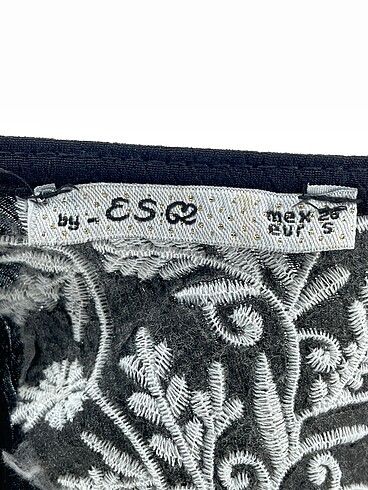 by - ESQ
mex. 26
eur. S